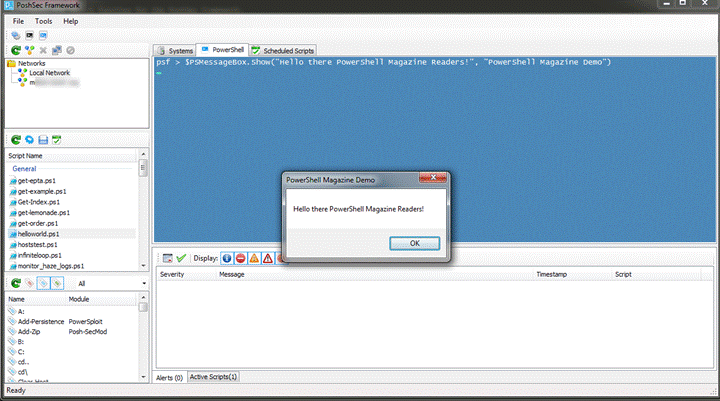 PoshSec Framework
File Tools Help
Systems PowerShell Scheduled Scripts
Networks
Local Network
psf > $PSMessageBox.Show("Hello there PowerShell Magazine Readers!", "PowerShell Magazine Demo")
Script Name
General
get-epta.ps1
get-example.ps1
Get-Index.ps1
get-lemonade.ps1
get-order.ps1
helloworld.ps1
hoststest.ps1
infiniteloop.ps1
monitor_haze_logs.ps1
PowerShell Magazine Demo
Hello there PowerShell Magazine Readers!
OK
Display:
Severity Message Timestamp Script
All
Name Module
A:
Add-Persistence PowerSploit
Add-Zip Posh-SecMod
B:
C:
cd..
cd\
Clear-Host
Alerts (0) Active Scripts(1)
Ready